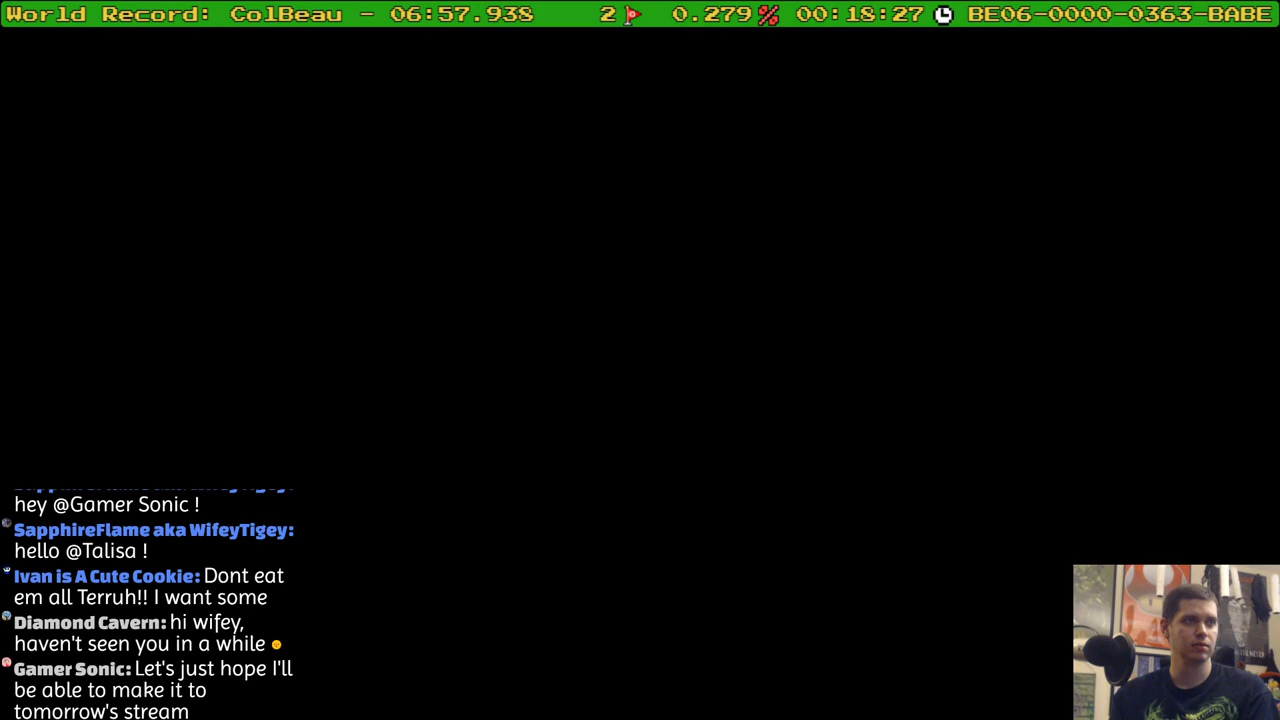 World Record: ColBeau - 06:57.938 2 0.279% 00:18:27 BE06-0000-0363-BABE
hey @Gamer Sonic !
SapphireFlame aka WifeyTigey:
hello @Talisa !
Ivan is A Cute Cookie: Dont eat
em all Terruh!! I want some
Diamond Cavern: hi wifey,
haven't seen you in a while
Gamer Sonic: Let's just hope I'll
be able to make it to
tomorrow's stream